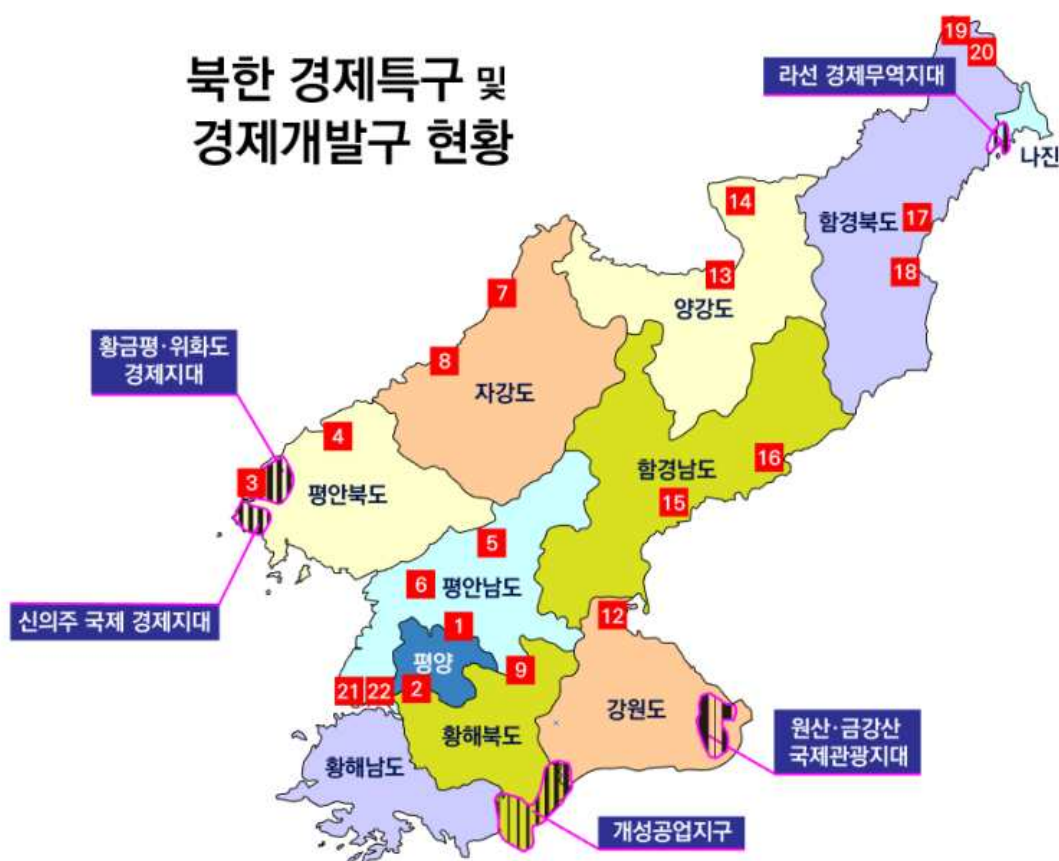 북한 경제특구 및
경제개발구 현황
19
20
라선 경제무역지대
나진
14
함경북도
17
13
18
양강도
7
황금평·위화도
경제지대
8
자강도
4
3
평안북도
함경남도
16
15
5
6
평안남도
신의주 국제 경제지대
1
12
평양
9
21
22
2
강원도
황해북도
원산·금강산
국제관광지대
황해남도
개성공업지구